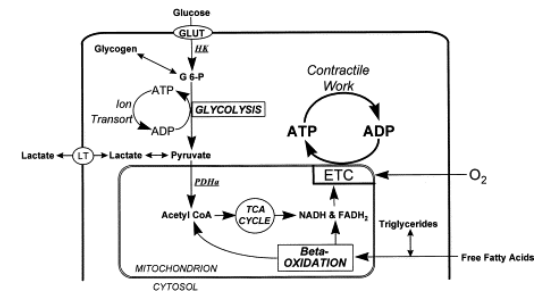 Glucose
GLUT
HK
Glycogen
G 6-P
Contractile
Work
ATP
Ion
Transort
GLYCOLYSIS
ADP
ATP
ADP
Lactate
LT
Lactate
Pyruvate
ETC
O₂
PDHa
Acetyl CoA
TCA
CYCLE
NADH & FADH₂
Triglycerides
Beta-
OXIDATION
Free Fatty Acids
MITOCHONDRION
CYTOSOL